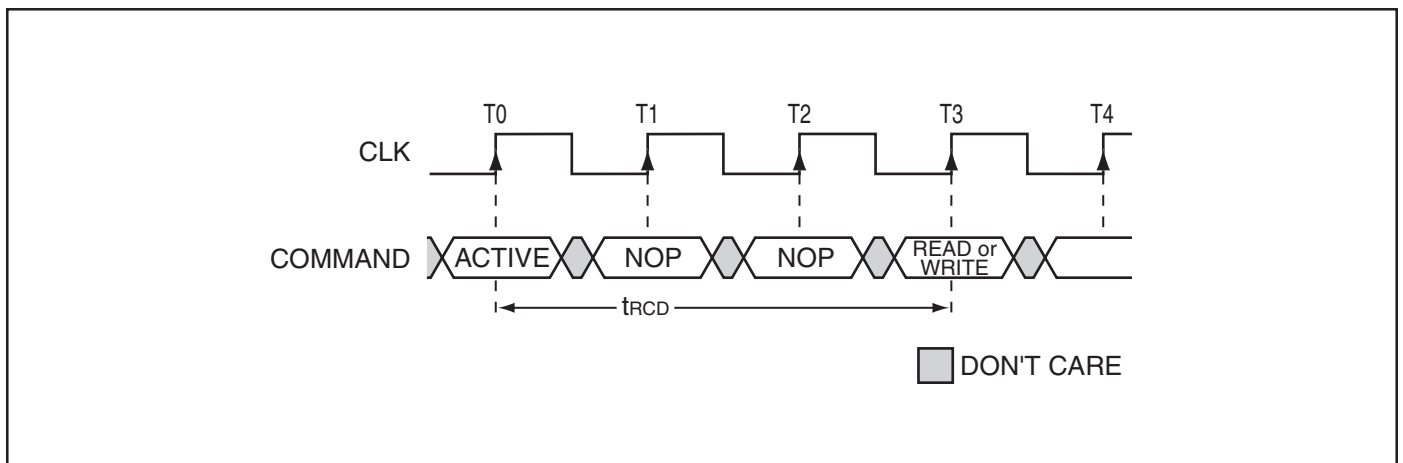 T0 T1 T2 T3 T4
CLK
COMMAND ACTIVE NOP NOP READ or
WRITE
tRCD
DON'T CARE